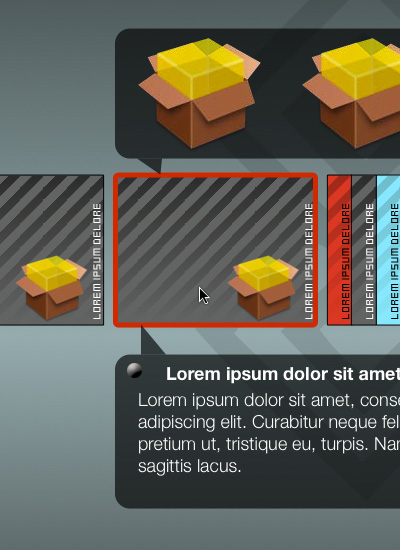 LOREM IPSUM DELORE
LOREM IPSUM DELORE
LOREM IPSUM DELORE
LOREM IPSUM DELORE
LOREM IPSUM DELORE
Lorem ipsum dolor sit amet
Lorem ipsum dolor sit amet, conse
adipiscing elit. Curabitur neque fel
pretium ut, tristique eu, turpis. Nar
sagittis lacus.